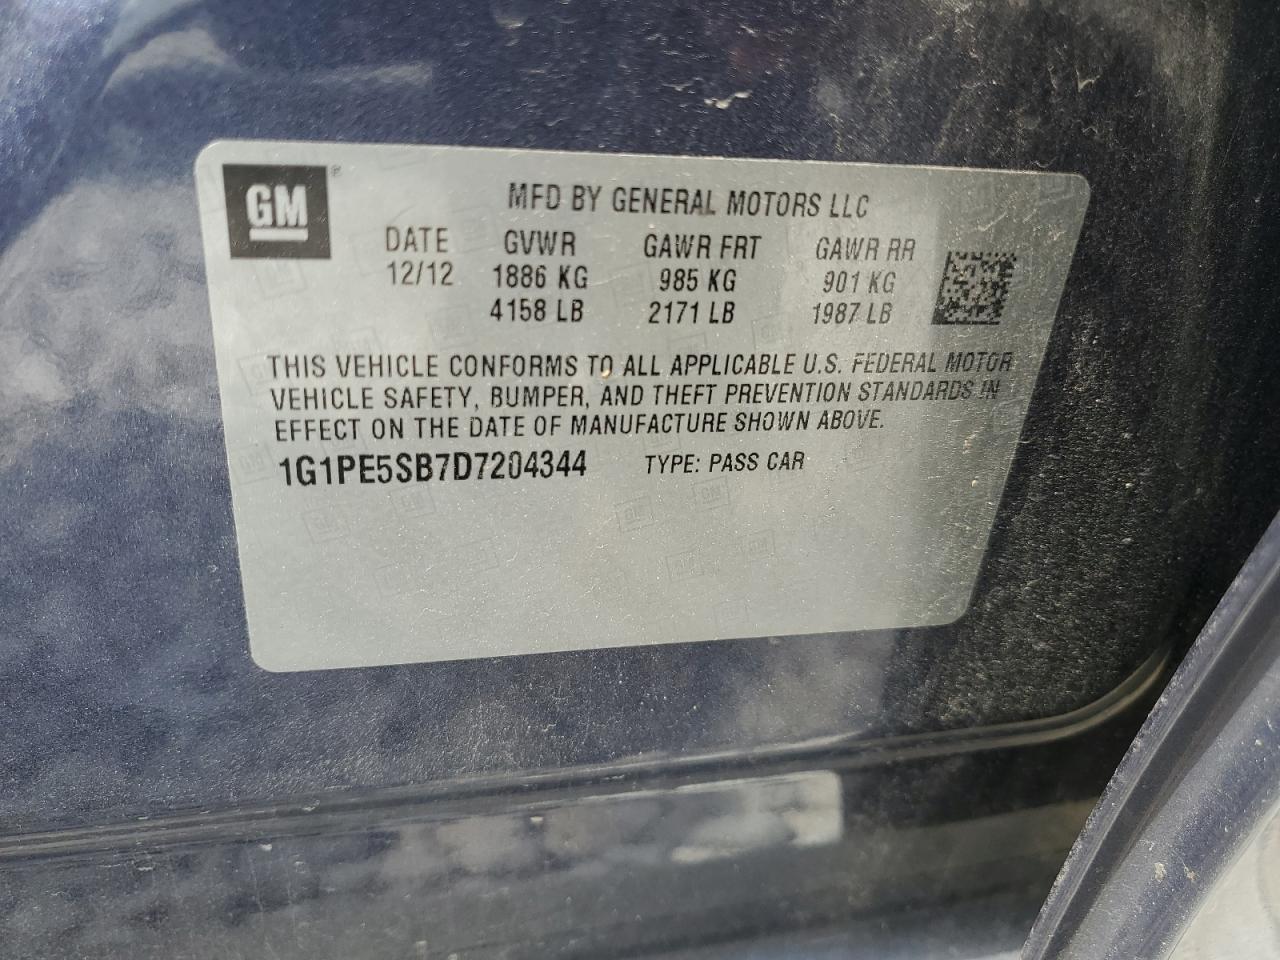 GM®
MFD BY GENERAL MOTORS LLC
DATE GVWR GAWR FRT GAWR RR
12/12 1886 KG 985 KG 901 KG
4158 LB 2171 LB 1987 LB
THIS VEHICLE CONFORMS TO ALL APPLICABLE U.S. FEDERAL MOTOR
VEHICLE SAFETY, BUMPER, AND THEFT PREVENTION STANDARDS IN
EFFECT ON THE DATE OF MANUFACTURE SHOWN ABOVE.
1G1PE5SB7D7204344 TYPE: PASS CAR